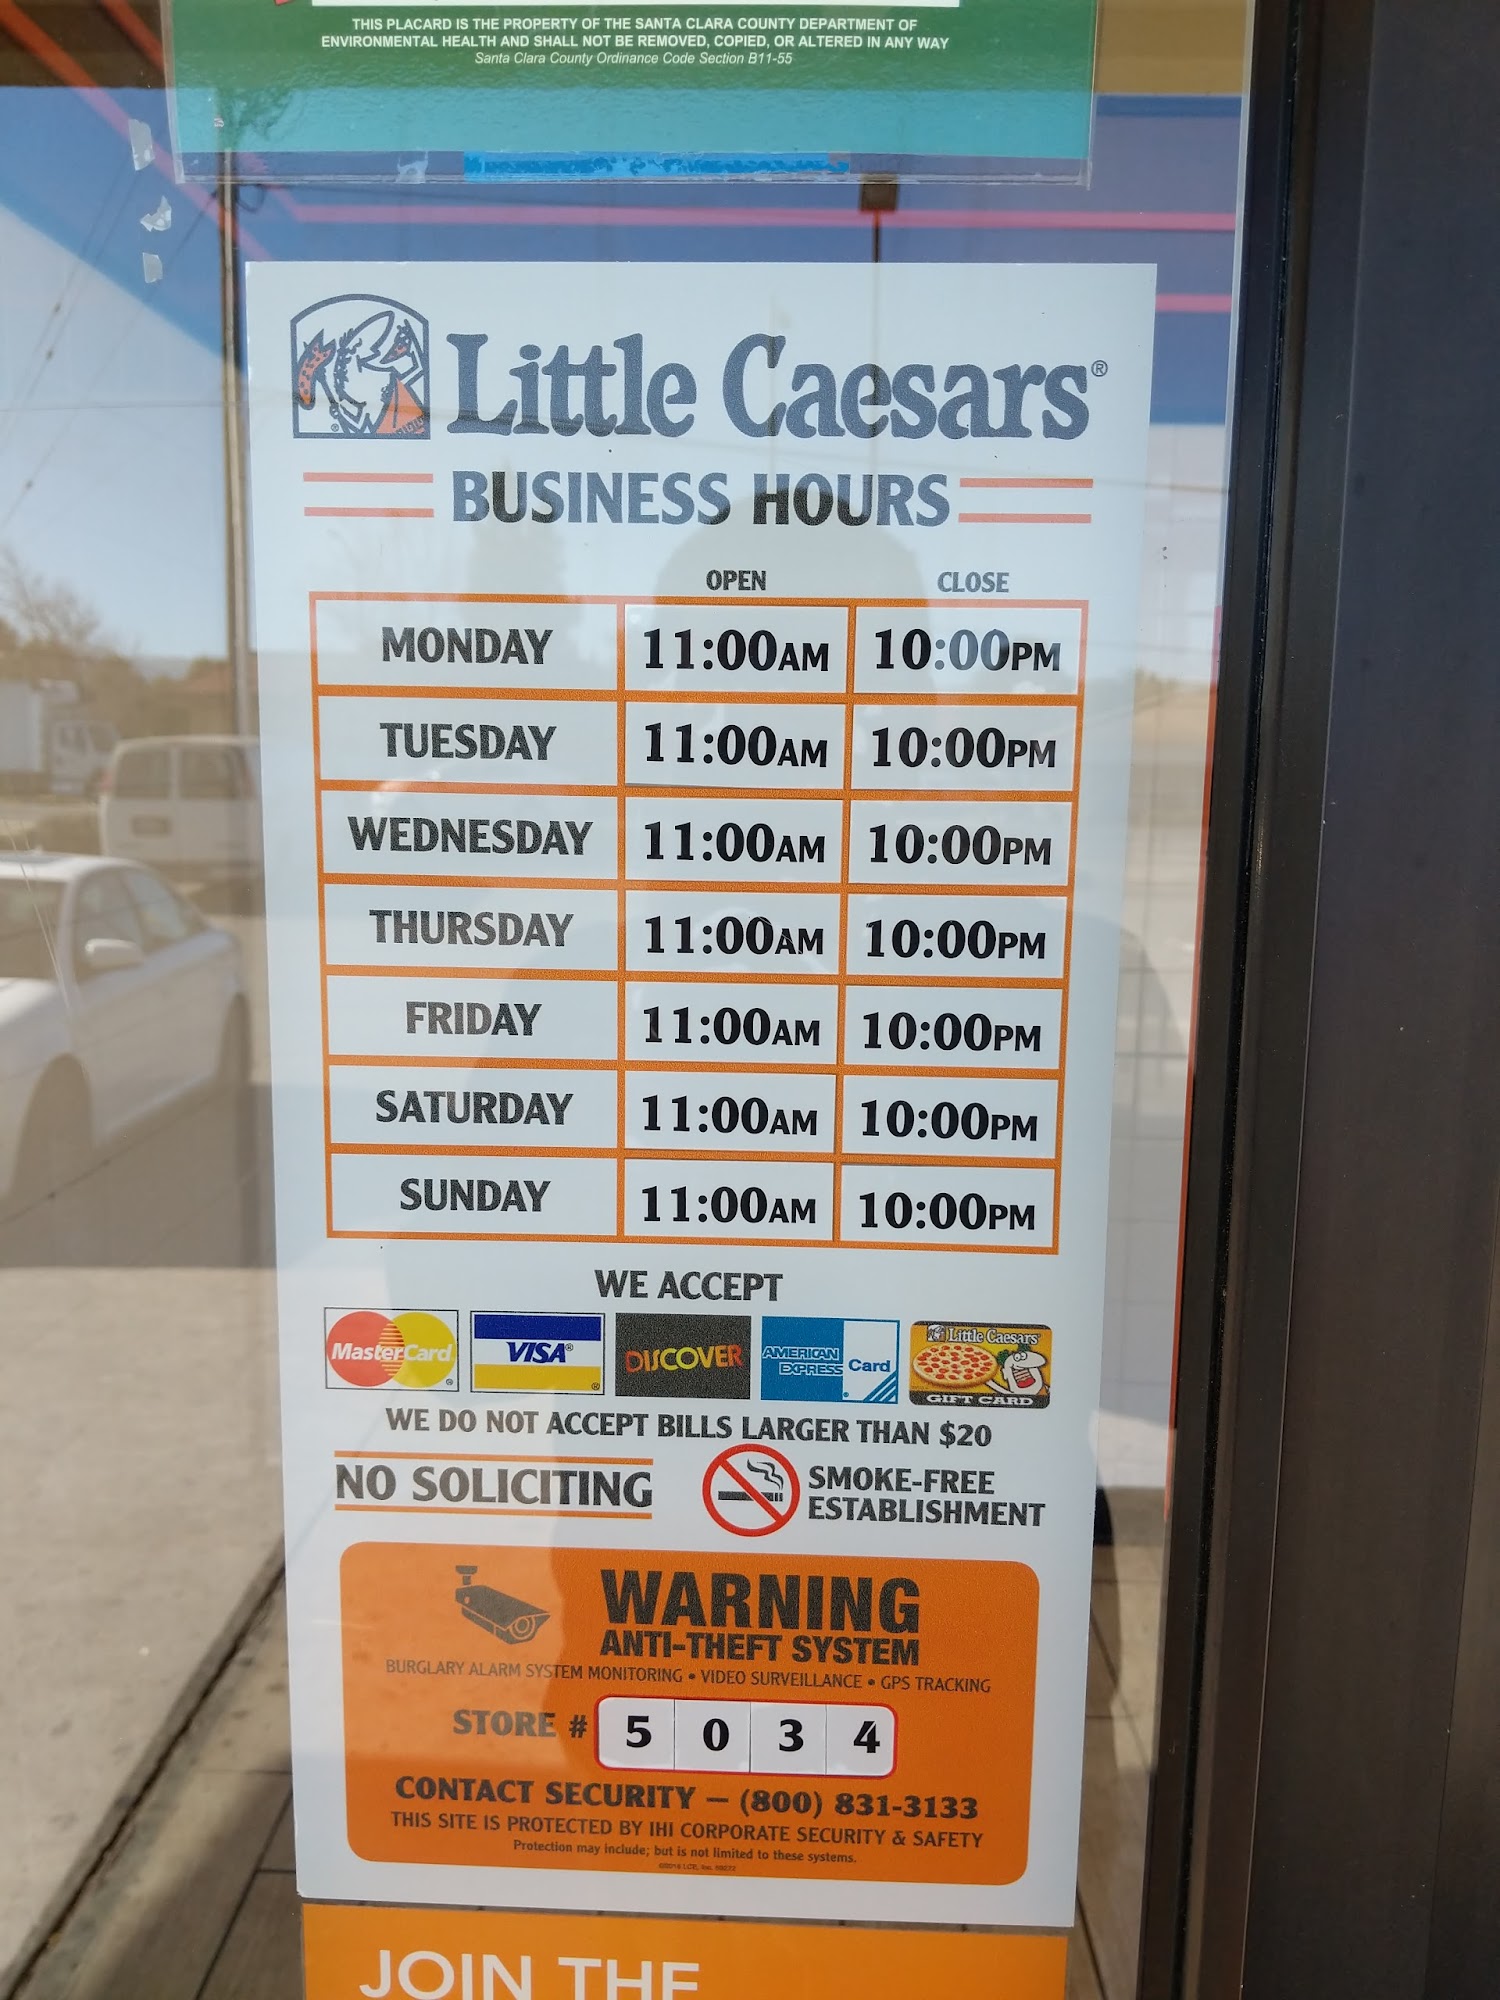 THIS PLACARD IS THE PROPERTY OF THE SANTA CLARA COUNTY DEPARTMENT OF
ENVIRONMENTAL HEALTH AND SHALL NOT BE REMOVED, COPIED, OR ALTERED IN ANY WAY
Santa Clara County Ordinance Code Section B11-55
Little Caesars®
BUSINESS HOURS
OPEN CLOSE
MONDAY 11:00AM 10:00PM
TUESDAY 11:00AM 10:00PM
WEDNESDAY 11:00AM 10:00PM
THURSDAY 11:00AM 10:00PM
FRIDAY 11:00AM 10:00PM
SATURDAY 11:00AM 10:00PM
SUNDAY 11:00AM 10:00PM
WE ACCEPT
MasterCard® VISA® DISCOVER AMERICAN EXPRESS Card Little Caesars GIFT CARD
WE DO NOT ACCEPT BILLS LARGER THAN $20
NO SOLICITING
SMOKE-FREE
ESTABLISHMENT
WARNING
ANTI-THEFT SYSTEM
BURGLARY ALARM SYSTEM MONITORING • VIDEO SURVEILLANCE • GPS TRACKING
STORE # 5 0 3 4
CONTACT SECURITY – (800) 831-3133
THIS SITE IS PROTECTED BY IHI CORPORATE SECURITY & SAFETY
Protection may include; but is not limited to these systems.
JOIN THE